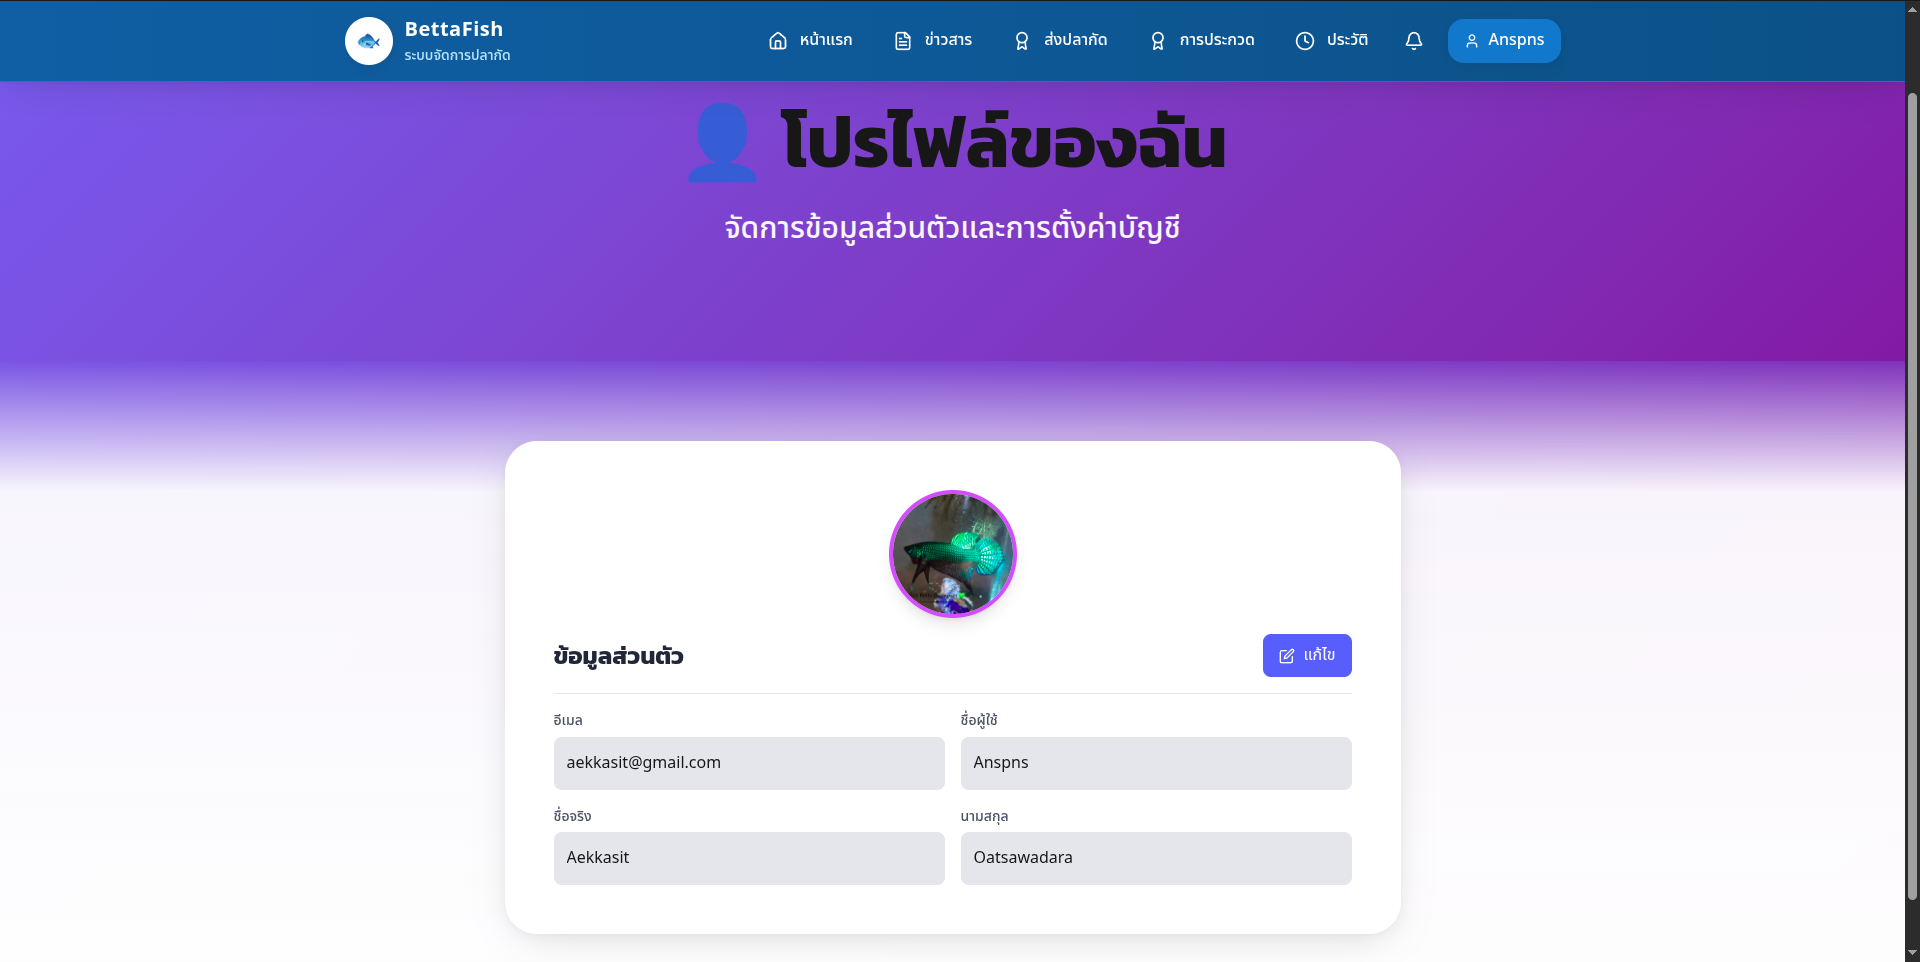 BettaFish
ระบบจัดการปลากัด
หน้าแรก
ข่าวสาร
ส่งปลากัด
การประกวด
ประวัติ
Anspns
โปรไฟล์ของฉัน
จัดการข้อมูลส่วนตัวและการตั้งค่าบัญชี
ข้อมูลส่วนตัว
แก้ไข
อีเมล
ชื่อผู้ใช้
aekkasit@gmail.com
Anspns
ชื่อจริง
นามสกุล
Aekkasit
Oatsawadara